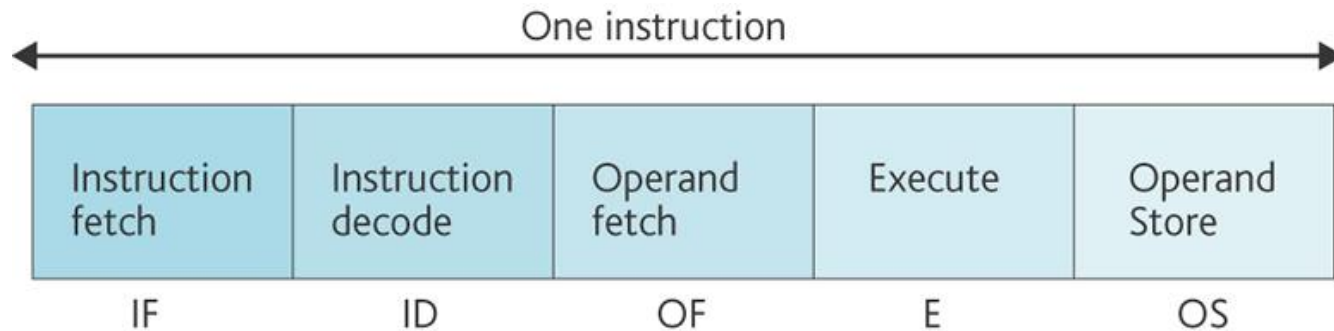 One instruction
Instruction fetch
Instruction decode
Operand fetch
Execute
Operand Store
IF
ID
OF
E
OS